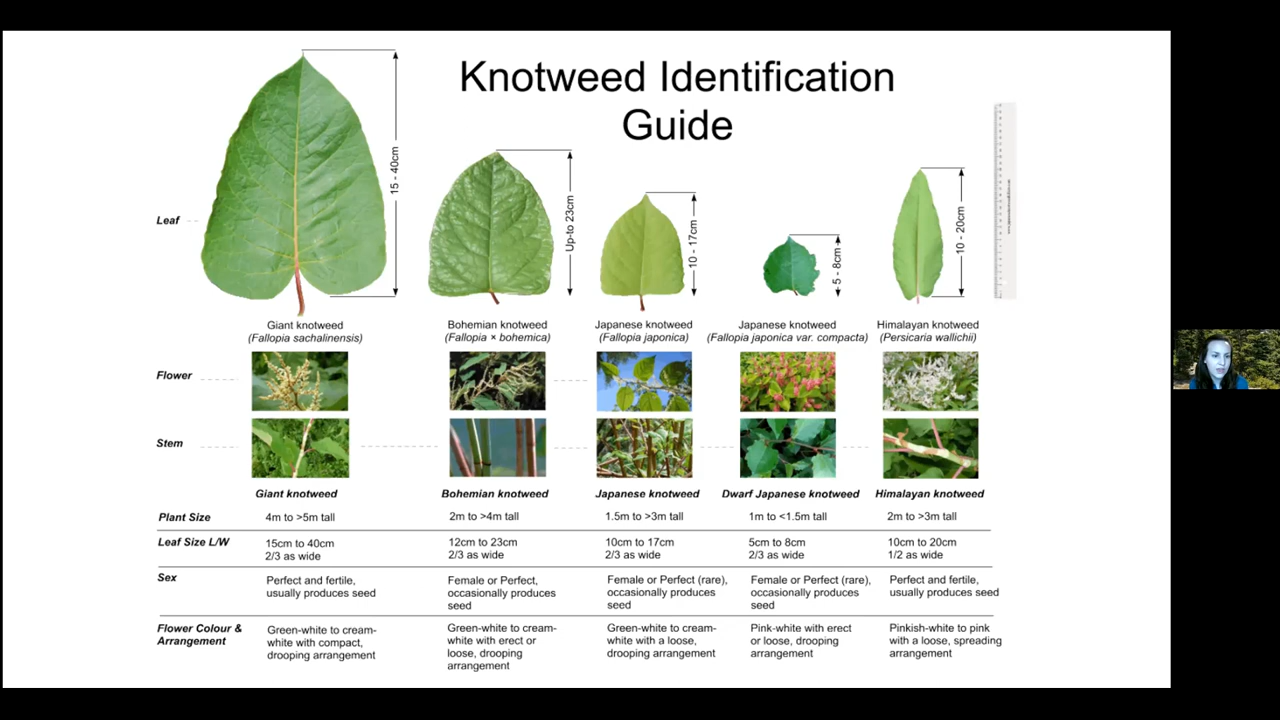 Knotweed Identification
Guide
Leaf
15 - 40cm
Up-to 23cm
10 - 17cm
5 - 8cm
10 - 20cm
Giant knotweed
(Fallopia sachalinensis)
Bohemian knotweed
(Fallopia × bohemica)
Japanese knotweed
(Fallopia japonica)
Japanese knotweed
(Fallopia japonica var. compacta)
Himalayan knotweed
(Persicaria wallichii)
Flower
Stem
Giant knotweed Bohemian knotweed Japanese knotweed Dwarf Japanese knotweed Himalayan knotweed
Plant Size 4m to >5m tall 2m to >4m tall 1.5m to >3m tall 1m to <1.5m tall 2m to >3m tall
Leaf Size L/W 15cm to 40cm 12cm to 23cm 10cm to 17cm 5cm to 8cm 10cm to 20cm
2/3 as wide 2/3 as wide 2/3 as wide 2/3 as wide 1/2 as wide
Sex
Perfect and fertile,
usually produces seed
Female or Perfect,
occasionally produces
seed
Female or Perfect (rare),
occasionally produces
seed
Female or Perfect (rare),
occasionally produces
seed
Perfect and fertile,
usually produces seed
Flower Colour &
Arrangement
Green-white to cream-
white with compact,
drooping arrangement
Green-white to cream-
white with erect or
loose, drooping
arrangement
Green-white to cream-
white with a loose,
drooping arrangement
Pink-white with erect
or loose, drooping
arrangement
Pinkish-white to pink
with a loose, spreading
arrangement